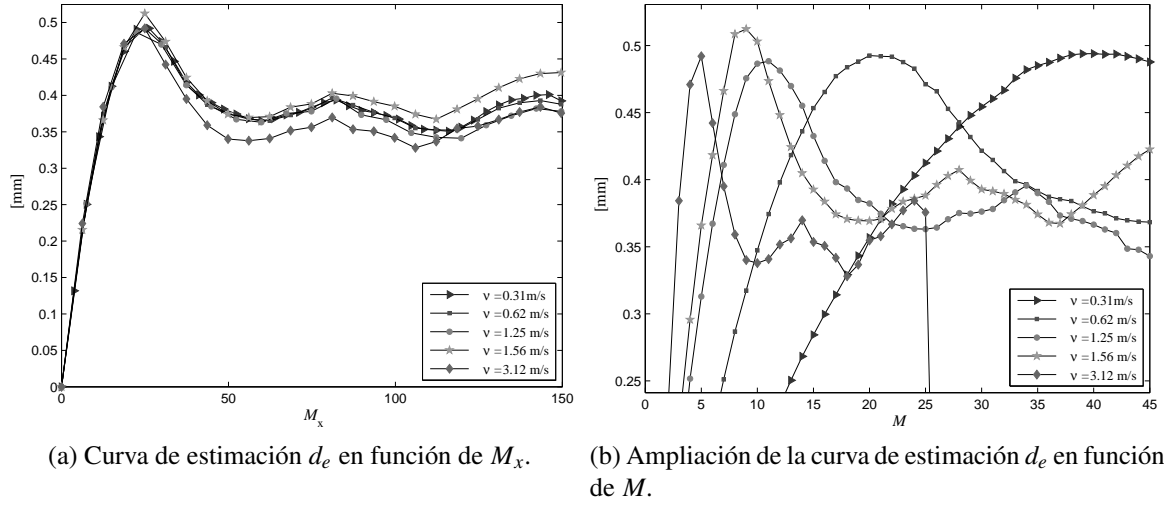 0.5
0.45
0.4
0.35
0.3
0.25
0.2
0.15
0.1
0.05
0
[mm]
0 50 100 150
M_x
ν =0.31m/s
ν =0.62 m/s
ν =1.25 m/s
ν =1.56 m/s
ν =3.12 m/s
(a) Curva de estimación d_e en función de M_x.
0.5
0.45
0.4
0.35
0.3
0.25
[mm]
0 5 10 15 20 25 30 35 40 45
M
ν =0.31m/s
ν =0.62 m/s
ν =1.25 m/s
ν =1.56 m/s
ν =3.12 m/s
(b) Ampliación de la curva de estimación d_e en función
de M.